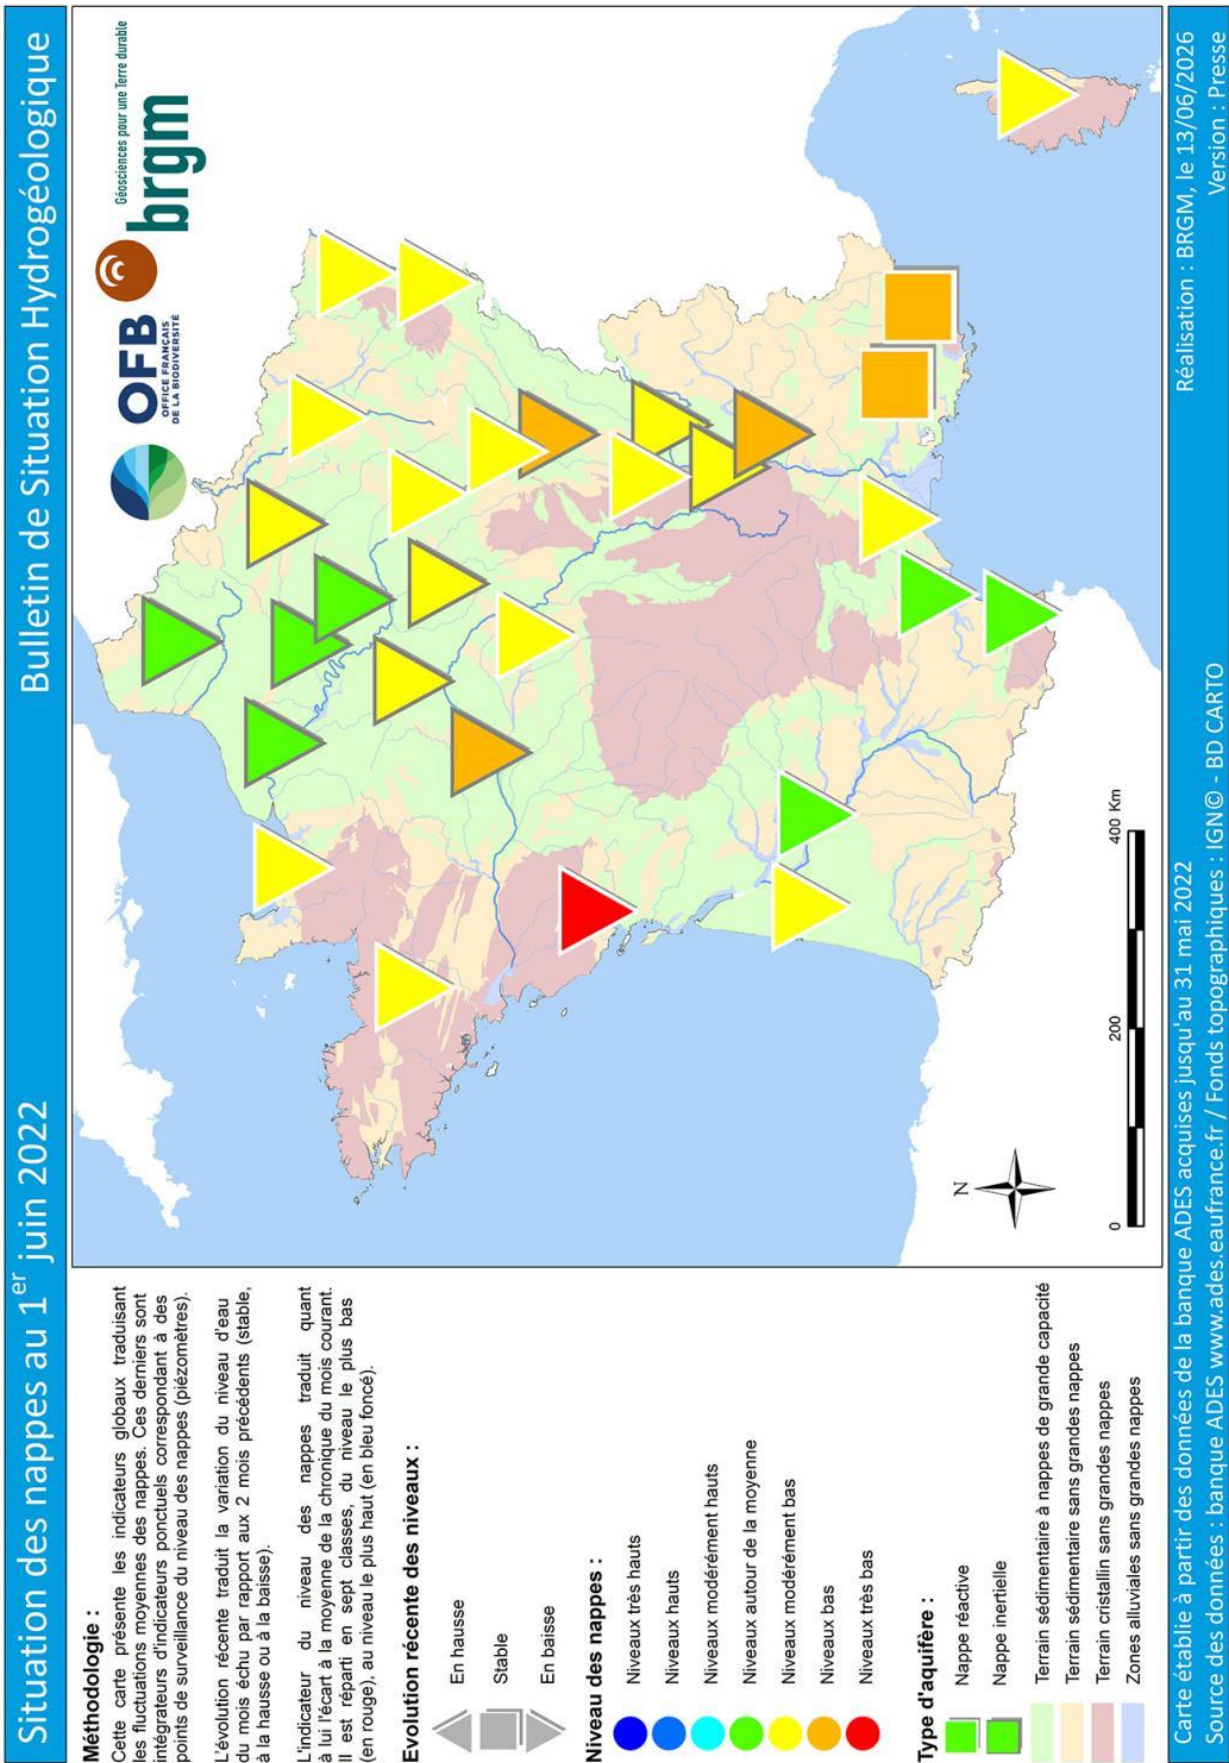 Situation des nappes au 1er juin 2022
Bulletin de Situation Hydrogéologique
Méthodologie :
Cette carte présente les indicateurs globaux traduisant
les fluctuations moyennes des nappes. Ces derniers sont
intégrateurs d'indicateurs ponctuels correspondant à des
points de surveillance du niveau des nappes (piézomètres).
L'évolution récente traduit la variation du niveau d'eau
du mois échu par rapport aux 2 mois précédents (stable,
à la hausse ou à la baisse).
L'indicateur du niveau des nappes traduit quant
à lui l'écart à la moyenne de la chronique du mois courant.
Il est réparti en sept classes, du niveau le plus bas
(en rouge), au niveau le plus haut (en bleu foncé).
Evolution récente des niveaux :
En hausse
Stable
En baisse
Niveau des nappes :
Niveaux très hauts
Niveaux hauts
Niveaux modérément hauts
Niveaux autour de la moyenne
Niveaux modérément bas
Niveaux bas
Niveaux très bas
Type d'aquifère :
Nappe réactive
Nappe inertielle
Terrain sédimentaire à nappes de grande capacité
Terrain sédimentaire sans grandes nappes
Terrain cristallin sans grandes nappes
Zones alluviales sans grandes nappes
OFB
OFFICE FRANÇAIS
DE LA BIODIVERSITÉ
Géosciences pour une Terre durable
brgm
N
0 200 400 Km
Carte établie à partir des données de la banque ADES acquises jusqu'au 31 mai 2022
Réalisation : BRGM, le 13/06/2026
Source des données : banque ADES www.ades.eaufrance.fr / Fonds topographiques : IGN© - BD CARTO
Version : Presse